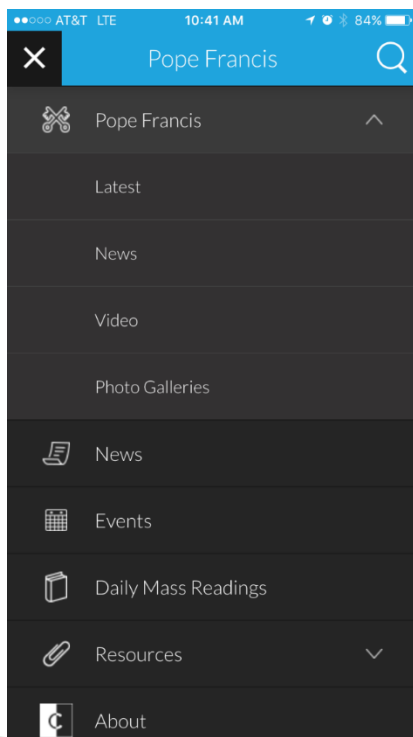 AT&T LTE 10:41 AM 84%
Pope Francis
Pope Francis
Latest
News
Video
Photo Galleries
News
Events
Daily Mass Readings
Resources
C About